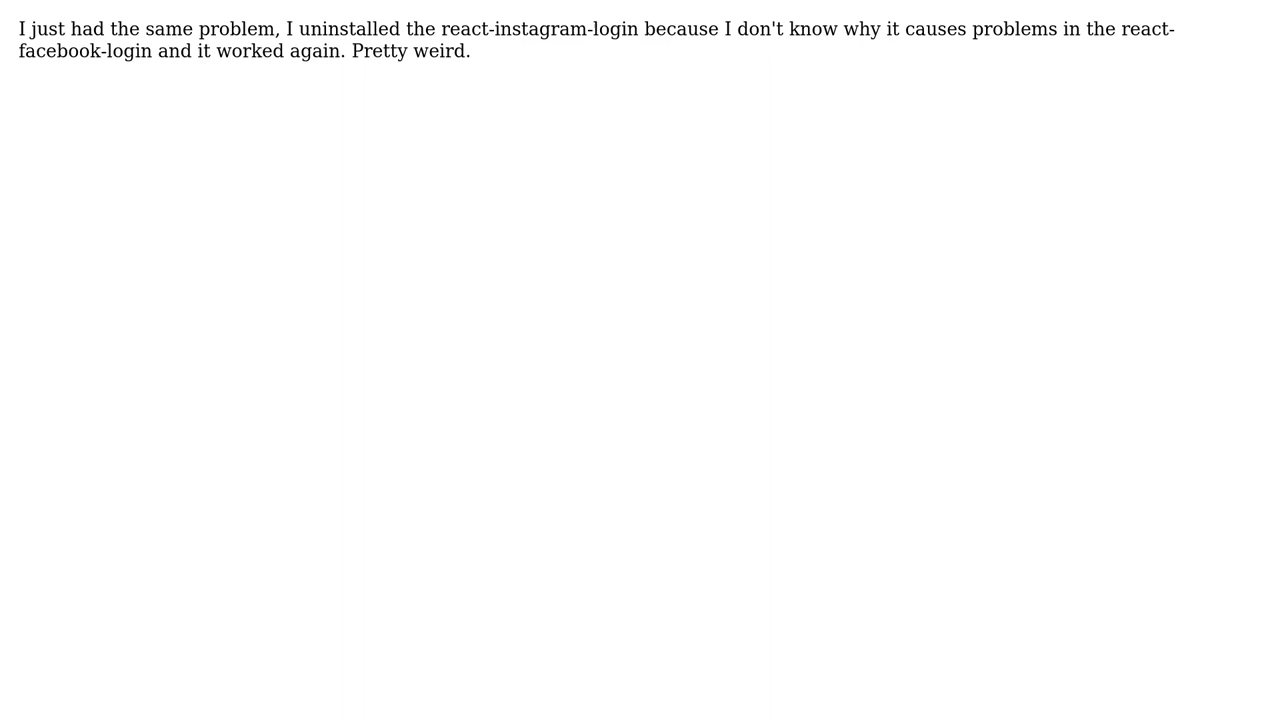 I just had the same problem, I uninstalled the react-instagram-login because I don't know why it causes problems in the react-
facebook-login and it worked again. Pretty weird.